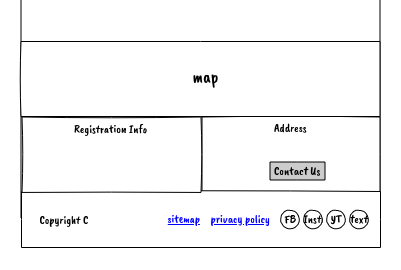 map
Registration Info
Address
Contact Us
Copyright C sitemap privacy policy FB Inst YT text